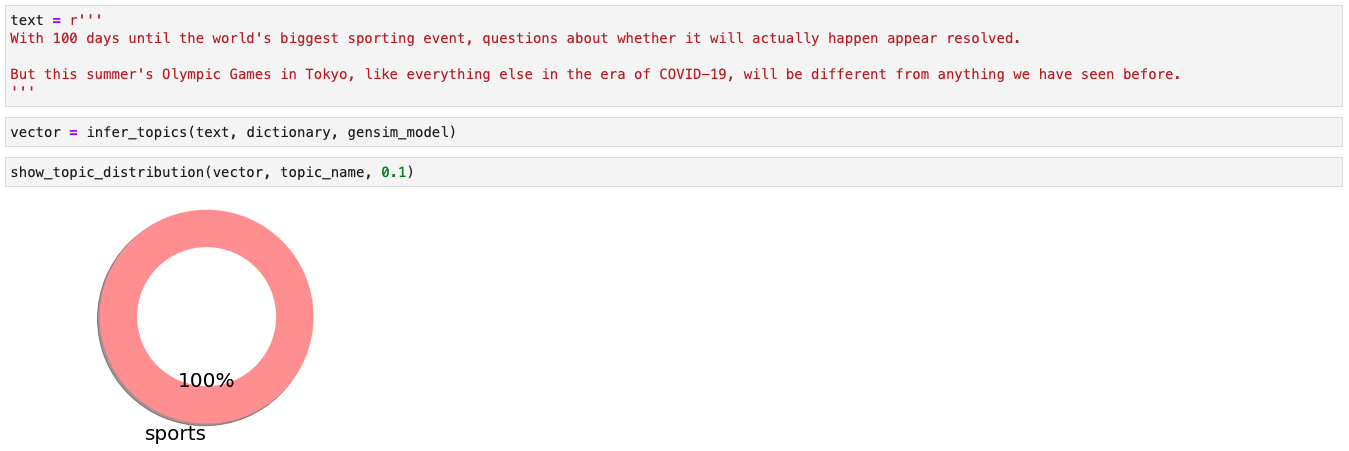 text = r'''
With 100 days until the world's biggest sporting event, questions about whether it will actually happen appear resolved.
But this summer's Olympic Games in Tokyo, like everything else in the era of COVID-19, will be different from anything we have seen before.
'''
vector = infer_topics(text, dictionary, gensim_model)
show_topic_distribution(vector, topic_name, 0.1)
100%
sports